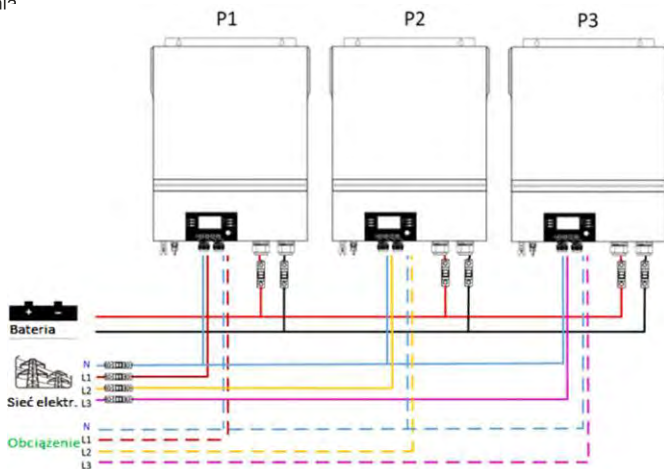 P1 P2 P3
Bateria
N
L1
L2
Sieć elektr. L3
N
Obciążenie L1
L2
L3